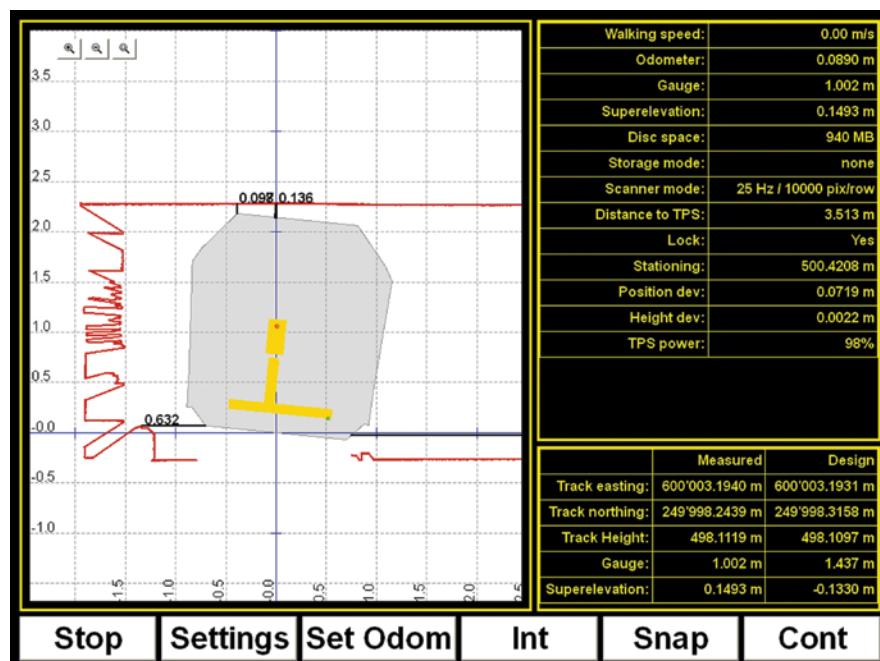 3.5
3.0
2.5
0.098 0.136
2.0
1.5
1.0
0.5
0.632
-0.0
-0.5
-1.0
-1.5 -1.0 -0.5 -0.0 0.5 1.0 1.5 2.0 2.5
Walking speed: 0.00 m/s
Odometer: 0.0890 m
Gauge: 1.002 m
Superelevation: 0.1493 m
Disc space: 940 MB
Storage mode: none
Scanner mode: 25 Hz / 10000 pix/row
Distance to TPS: 3.513 m
Lock: Yes
Stationing: 500.4208 m
Position dev: 0.0719 m
Height dev: 0.0022 m
TPS power: 98%
Measured Design
Track easting: 600'003.1940 m 600'003.1931 m
Track northing: 249'998.2439 m 249'998.3158 m
Track Height: 498.1119 m 498.1097 m
Gauge: 1.002 m 1.437 m
Superelevation: 0.1493 m -0.1330 m
Stop Settings Set Odom Int Snap Cont